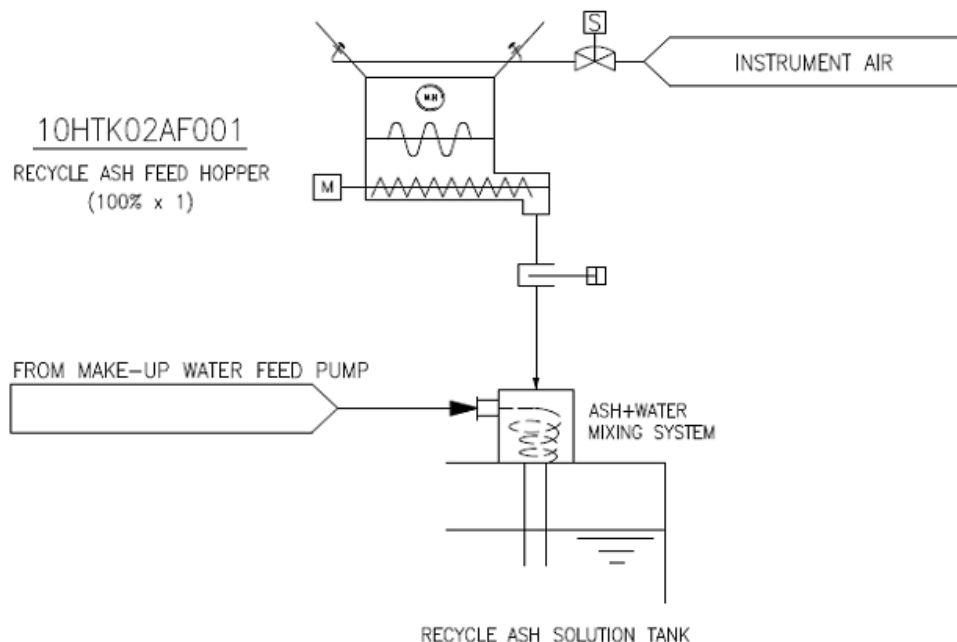 S
INSTRUMENT AIR
M.H
10HTK02AF001
RECYCLE ASH FEED HOPPER
(100% x 1)
M
FROM MAKE-UP WATER FEED PUMP
ASH+WATER
MIXING SYSTEM
RECYCLE ASH SOLUTION TANK